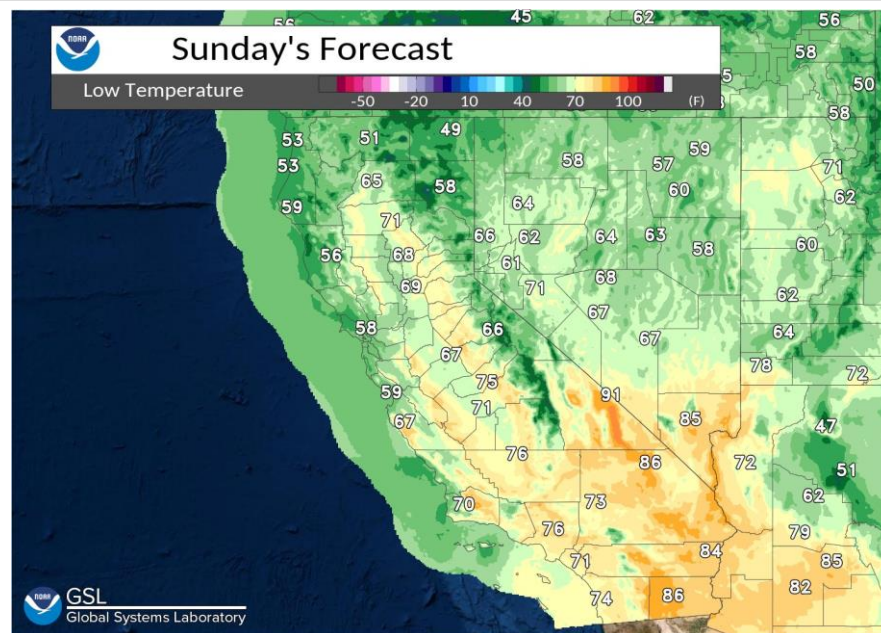 56 45 62 56
NOAA
Sunday's Forecast
58
Low Temperature
-50 -20 10 40 70 100 (F)
50
58
53 51 49 59
53 58 57 71
65 58 60 62
59 64
71 66 62 64 63 60
56 68 61 58
69 71 68 62
58 66 67 67 64
67 78 72
59 75 91
67 71 85 47
76 86 72 51
70 73 62
76 79
71 84 85
74 86 82
NOAA
GSL
Global Systems Laboratory